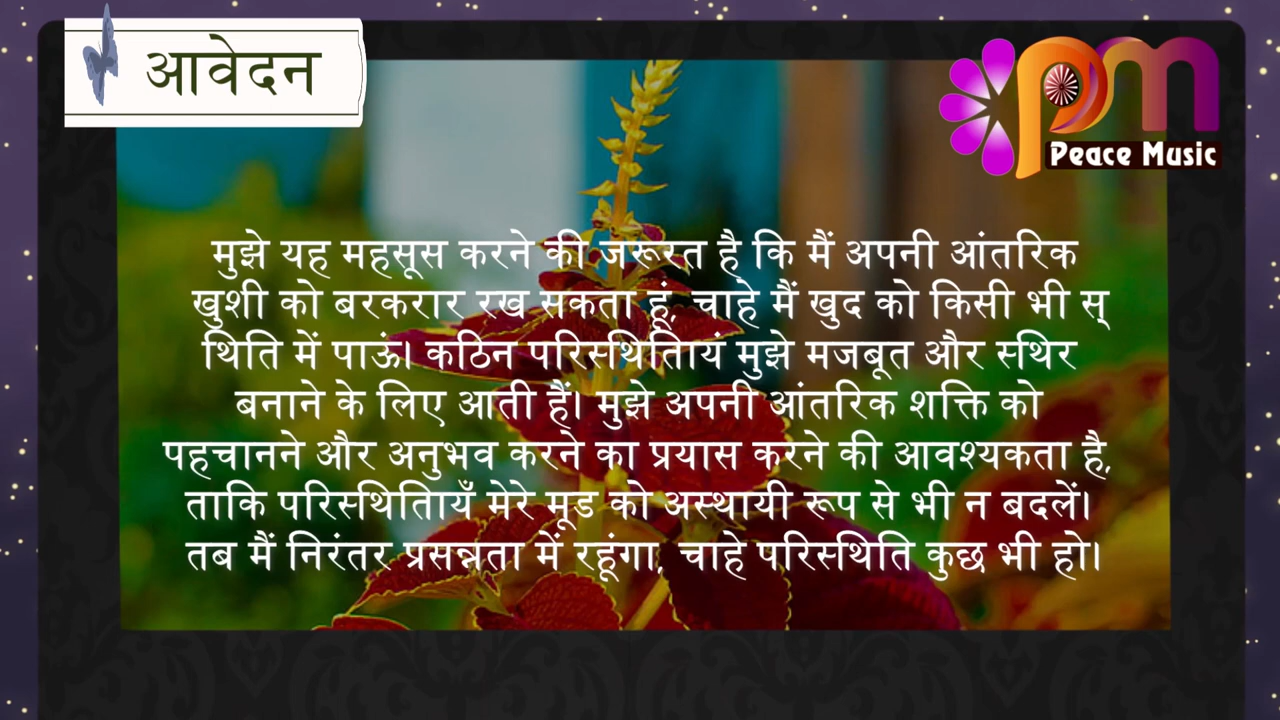 आवेदन
pm
Peace Music
मुझे यह महसूस करने की जरूरत है कि मैं अपनी आंतरिक
खुशी को बरकरार रख सकता हूं, चाहे मैं खुद को किसी भी स्
थिति में पाऊं। कठिन परिस्थितिायं मुझे मजबूत और स्थिर
बनाने के लिए आती हैं। मुझे अपनी आंतरिक शक्ति को
पहचानने और अनुभव करने का प्रयास करने की आवश्यकता है,
ताकि परिस्थितिायँ मेरे मूड को अस्थायी रूप से भी न बदलें।
तब मैं निरंतर प्रसन्नता में रहूंगा, चाहे परिस्थिति कुछ भी हो।